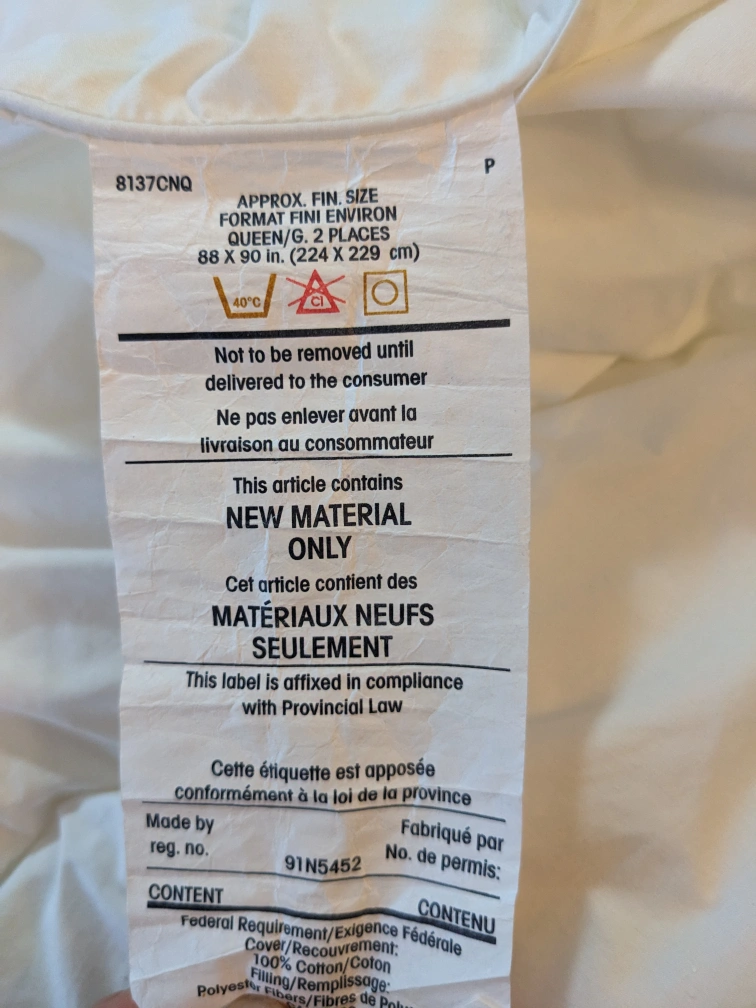 8137CNQ
P
APPROX. FIN. SIZE
FORMAT FINI ENVIRON
QUEEN/G. 2 PLACES
88 X 90 in. (224 X 229 cm)
40°C
Cl
Not to be removed until
delivered to the consumer
Ne pas enlever avant la
livraison au consommateur
This article contains
NEW MATERIAL
ONLY
Cet article contient des
MATÉRIAUX NEUFS
SEULEMENT
This label is affixed in compliance
with Provincial Law
Cette étiquette est apposée
conformément à la loi de la province
Made by
Fabriqué par
reg. no.
91N5452
No. de permis:
CONTENT
CONTENU
Federal Requirement/Exigence Fédérale
Cover/Recouvrement:
100% Cotton/Coton
Filling/Remplissage:
Polyester Fibers/Fibres de